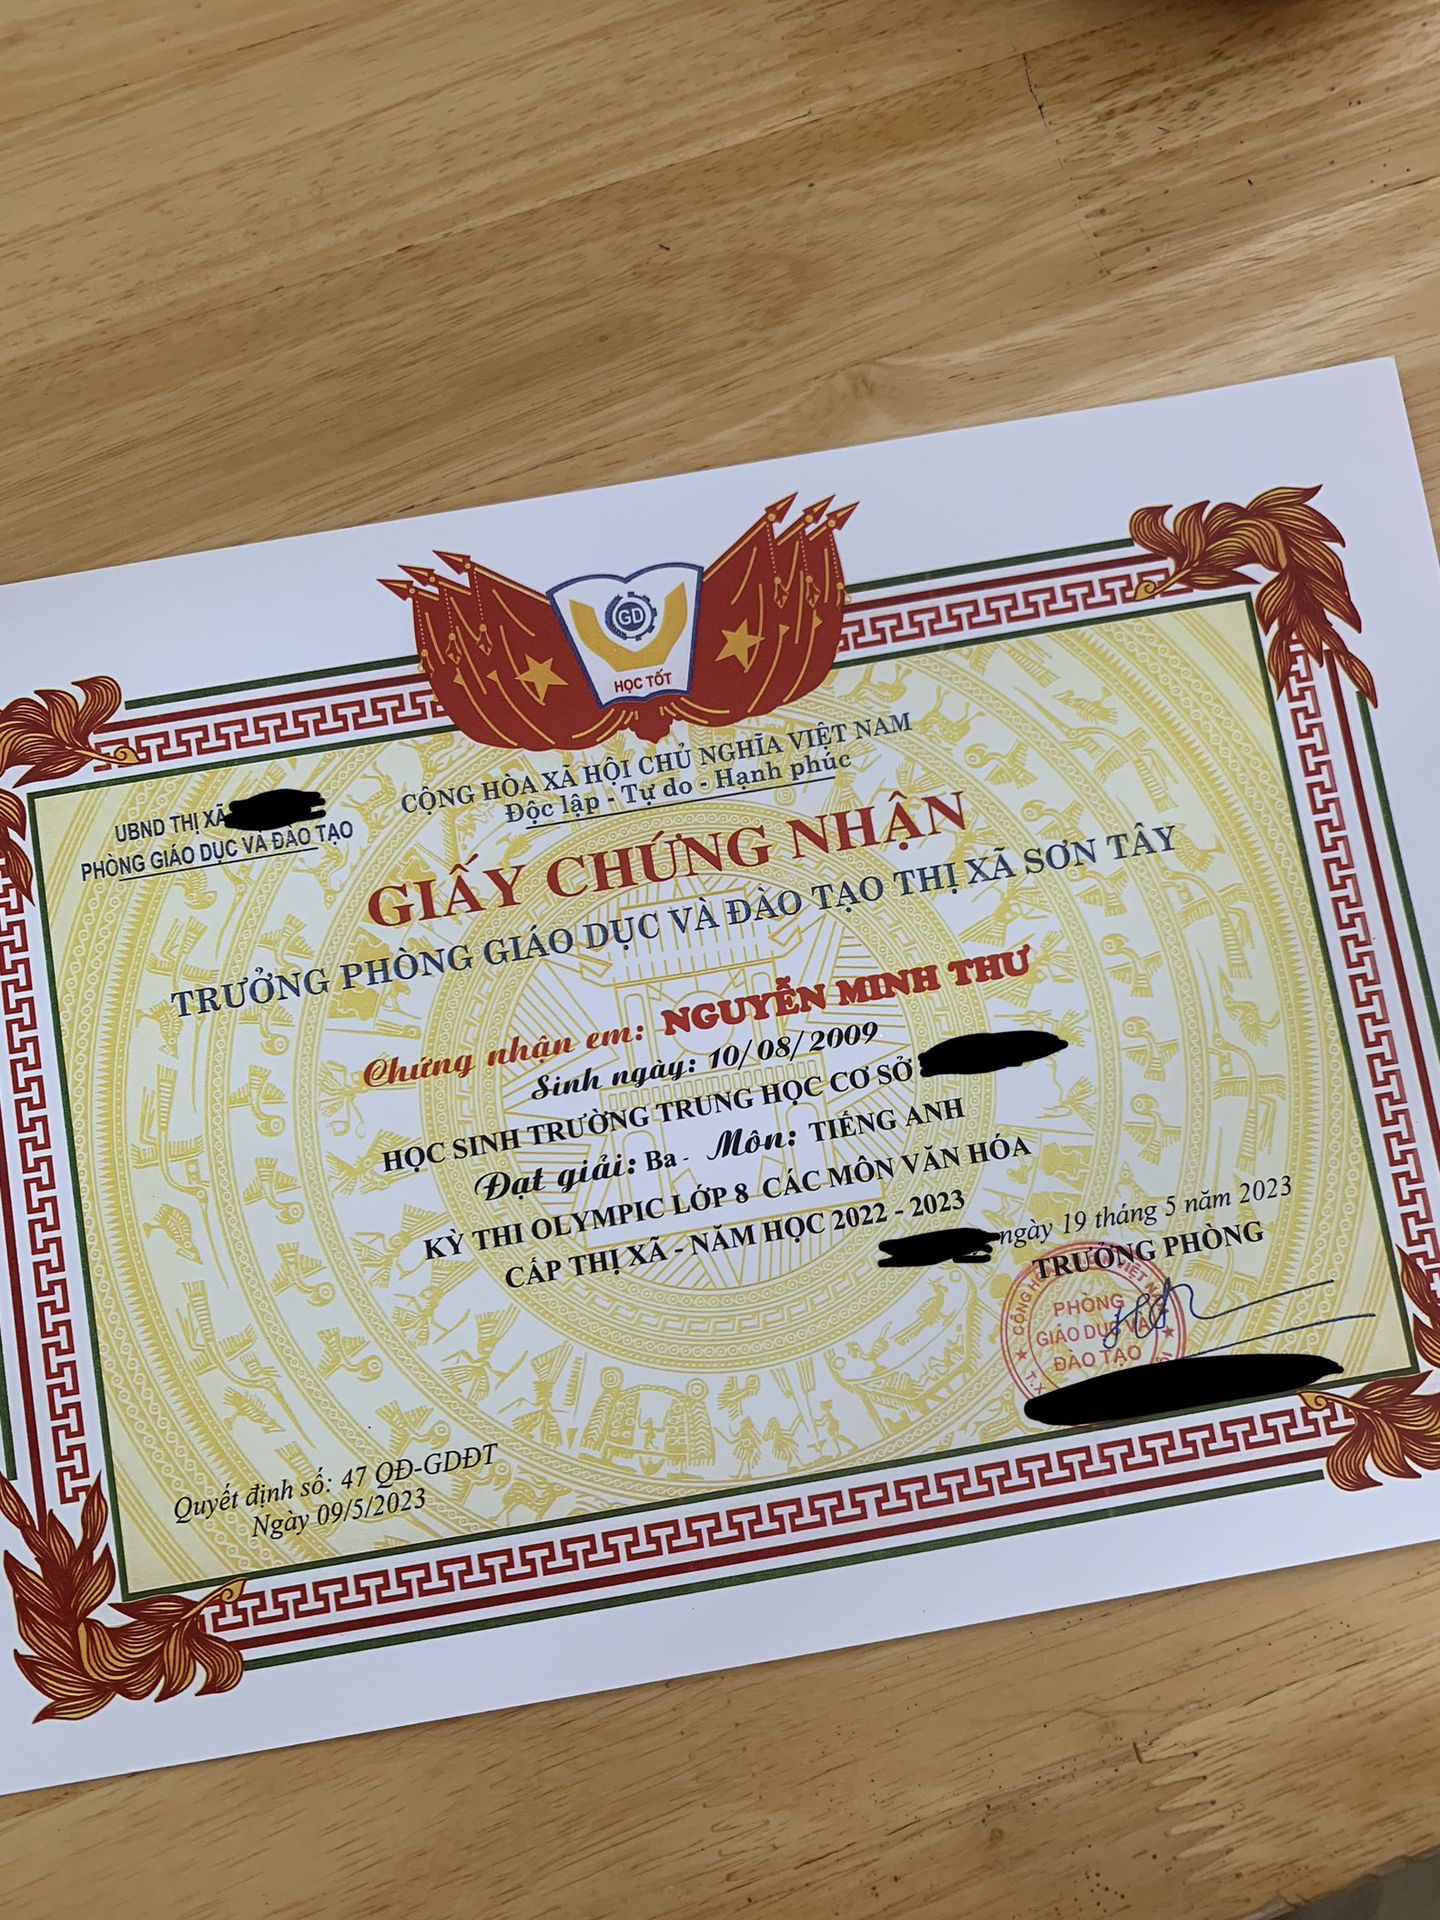 GD
HỌC TỐT
CỘNG HÒA XÃ HỘI CHỦ NGHĨA VIỆT NAM
Độc lập - Tự do - Hạnh phúc
UBND THỊ XÃ
PHÒNG GIÁO DỤC VÀ ĐÀO TẠO
GIẤY CHỨNG NHẬN
TRƯỞNG PHÒNG GIÁO DỤC VÀ ĐÀO TẠO THỊ XÃ SƠN TÂY
Chứng nhận em: NGUYỄN MINH THƯ
Sinh ngày: 10/08/2009
HỌC SINH TRƯỜNG TRUNG HỌC CƠ SỞ
Đạt giải: Ba - Môn: TIẾNG ANH
KỲ THI OLYMPIC LỚP 8 CÁC MÔN VĂN HÓA
CẤP THỊ XÃ - NĂM HỌC 2022 - 2023
ngày 19 tháng 5 năm 2023
TRƯỞNG PHÒNG
PHÒNG
GIÁO DỤC VÀ
ĐÀO TẠO
Quyết định số: 47 QĐ-GDĐT
Ngày 09/5/2023